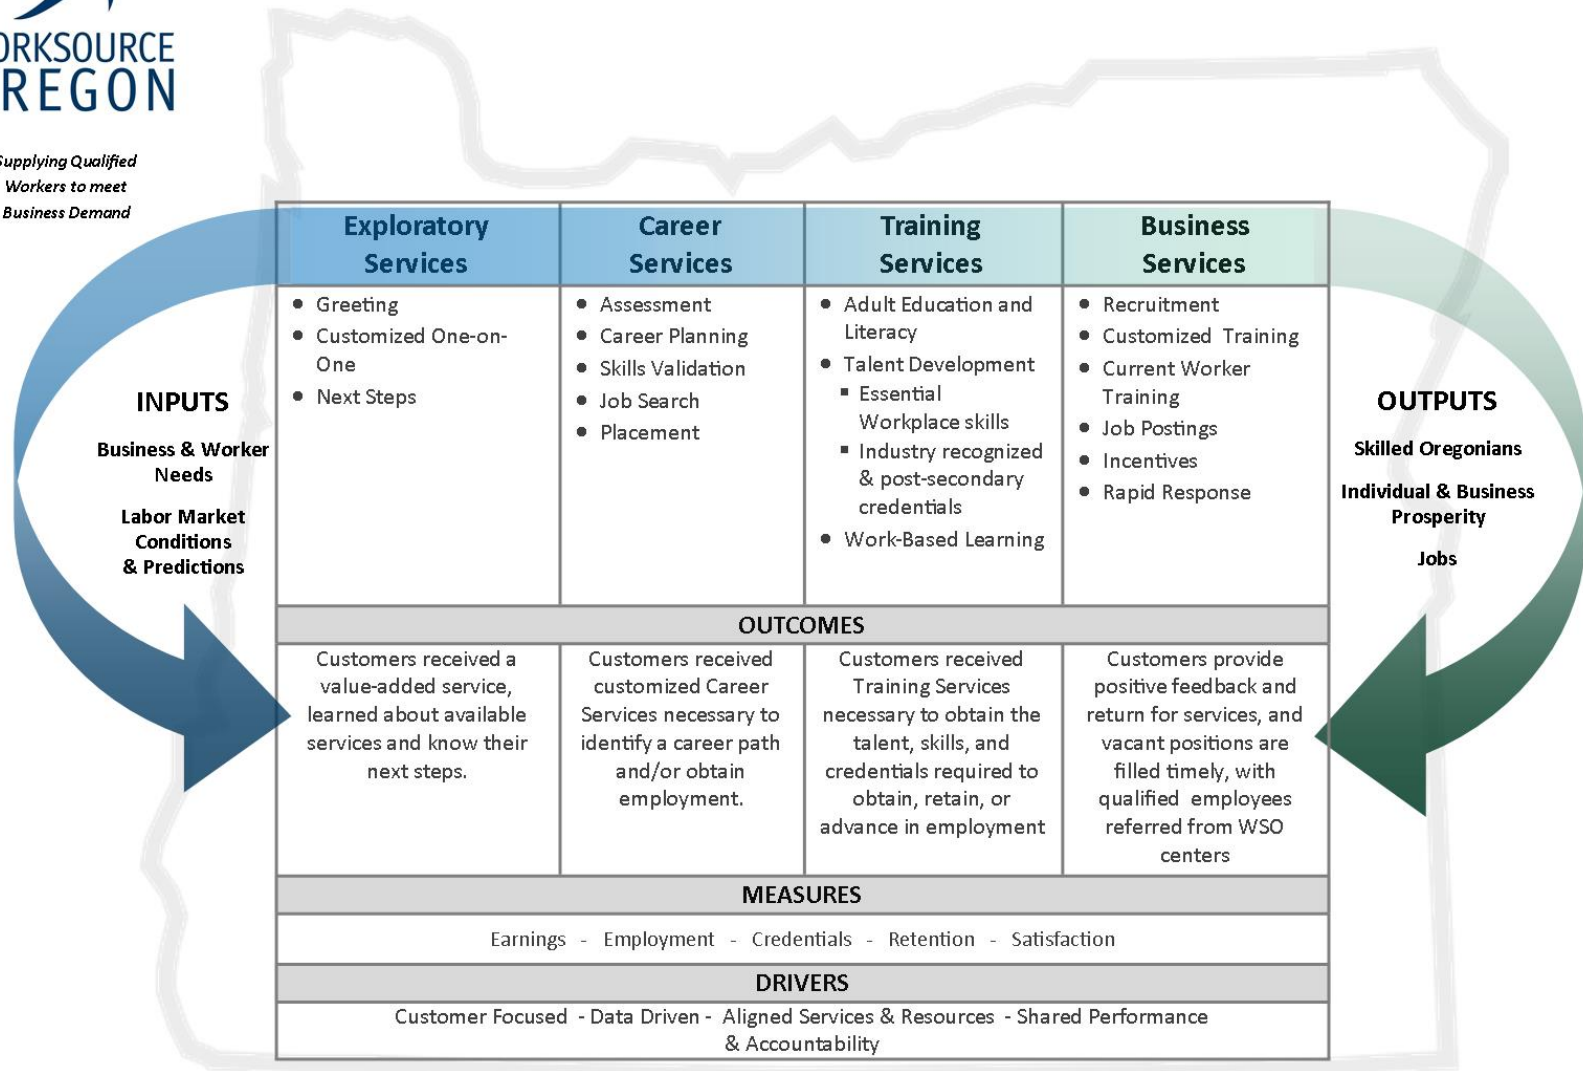 ORKSOURCE
REGON
Supplying Qualified
Workers to meet
Business Demand
Exploratory
Services
Career
Services
Training
Services
Business
Services
INPUTS
Business & Worker
Needs
Labor Market
Conditions
& Predictions
• Greeting
• Customized One-on-
One
• Next Steps
• Assessment
• Career Planning
• Skills Validation
• Job Search
• Placement
• Adult Education and
Literacy
• Talent Development
▪ Essential
Workplace skills
▪ Industry recognized
& post-secondary
credentials
• Work-Based Learning
• Recruitment
• Customized Training
• Current Worker
Training
• Job Postings
• Incentives
• Rapid Response
OUTPUTS
Skilled Oregonians
Individual & Business
Prosperity
Jobs
OUTCOMES
Customers received a
value-added service,
learned about available
services and know their
next steps.
Customers received
customized Career
Services necessary to
identify a career path
and/or obtain
employment.
Customers received
Training Services
necessary to obtain the
talent, skills, and
credentials required to
obtain, retain, or
advance in employment
Customers provide
positive feedback and
return for services, and
vacant positions are
filled timely, with
qualified employees
referred from WSO
centers
MEASURES
Earnings - Employment - Credentials - Retention - Satisfaction
DRIVERS
Customer Focused - Data Driven - Aligned Services & Resources - Shared Performance
& Accountability